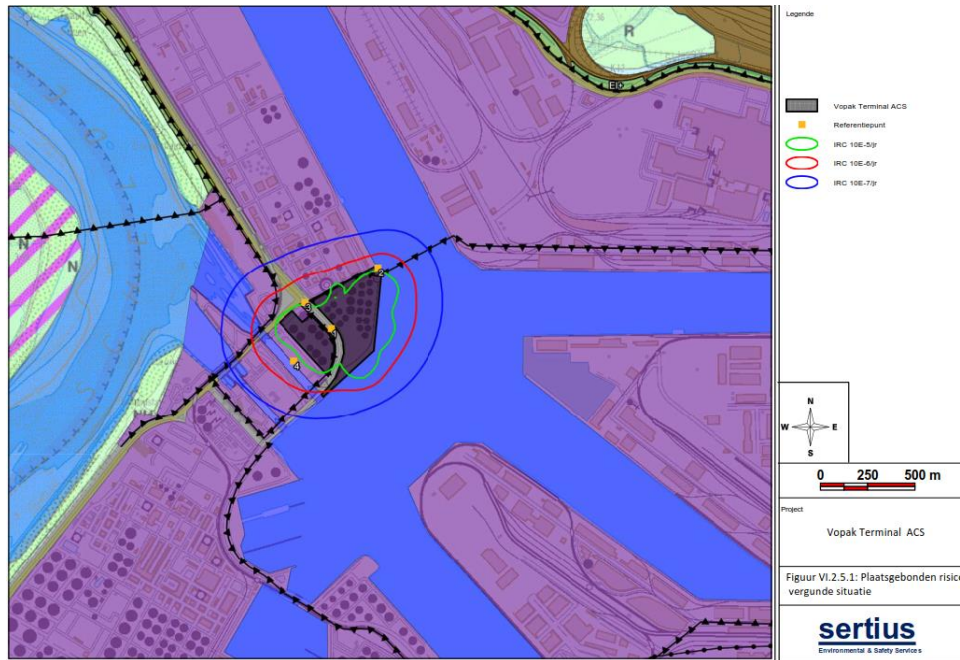 Legende
Vopak Terminal ACS
Referentiepunt
IRC 10E-5/jr
IRC 10E-6/jr
IRC 10E-7/jr
R
N
N
2
3
4
N
W E
S
0 250 500 m
Project
Vopak Terminal ACS
Figuur VI.2.5.1: Plaatsgebonden risico
vergunde situatie
sertius
Environmental & Safety Services